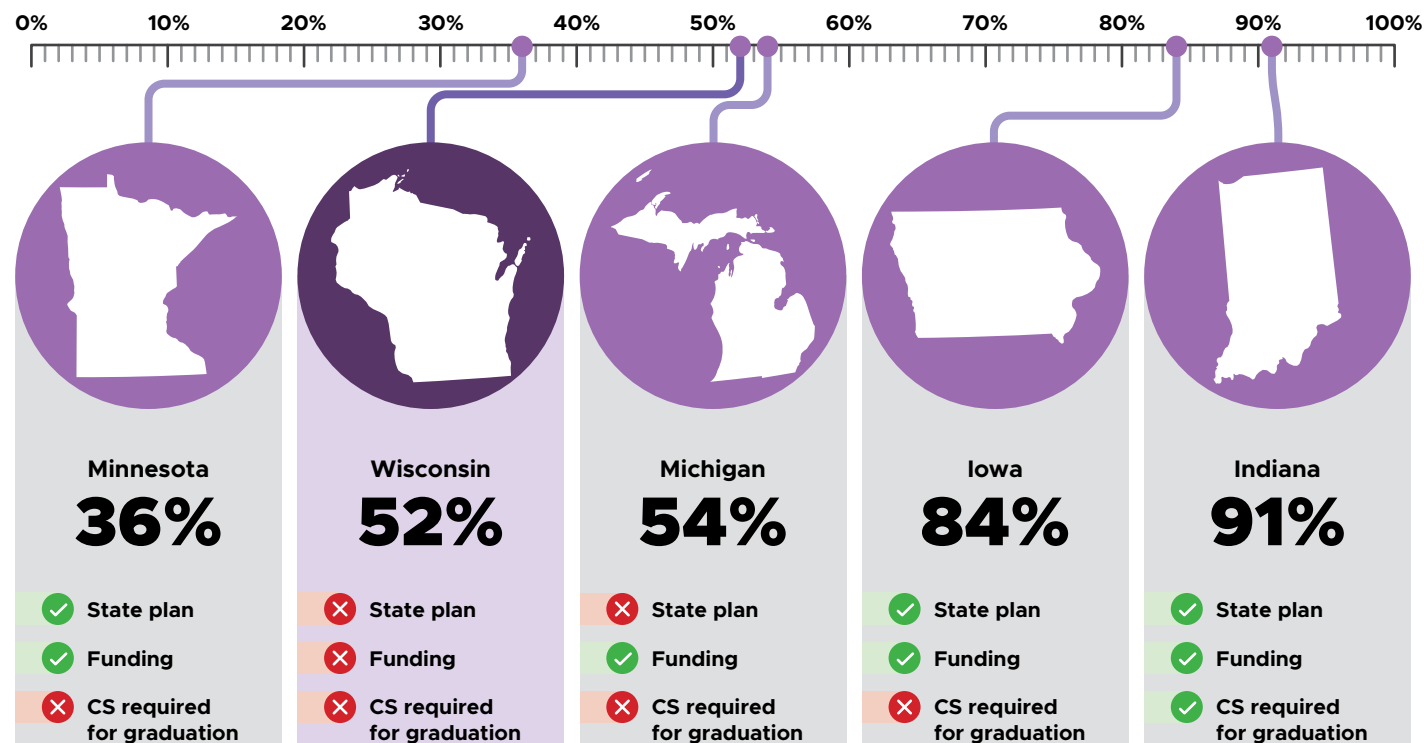 0% 10% 20% 30% 40% 50% 60% 70% 80% 90% 100%
Minnesota
36%
State plan
Funding
CS required
for graduation
Wisconsin
52%
State plan
Funding
CS required
for graduation
Michigan
54%
State plan
Funding
CS required
for graduation
Iowa
84%
State plan
Funding
CS required
for graduation
Indiana
91%
State plan
Funding
CS required
for graduation